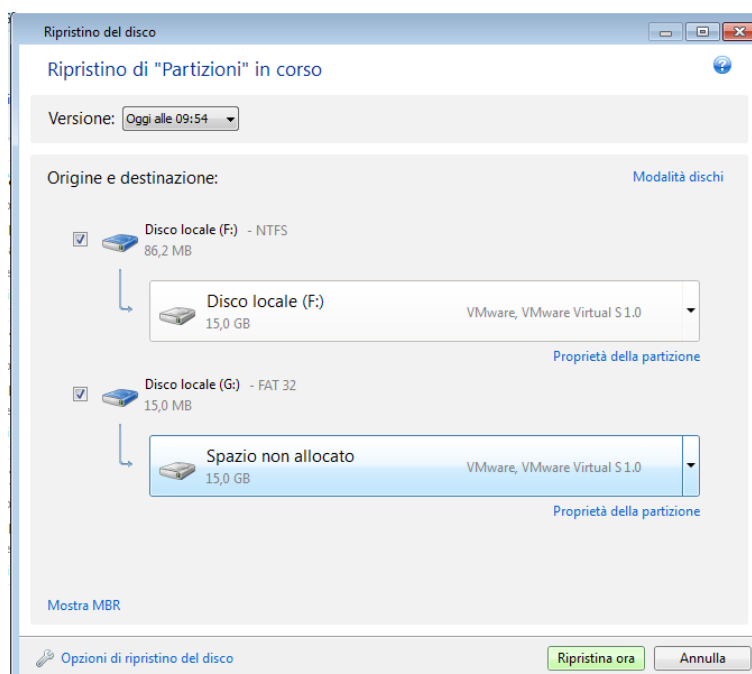 Ripristino del disco
Ripristino di "Partizioni" in corso
Versione: Oggi alle 09:54
Origine e destinazione:
Modalità dischi
Disco locale (F:) - NTFS
86,2 MB
Disco locale (F:)
15,0 GB
VMware, VMware Virtual S 1.0
Proprietà della partizione
Disco locale (G:) - FAT 32
15,0 MB
Spazio non allocato
15,0 GB
VMware, VMware Virtual S 1.0
Proprietà della partizione
Mostra MBR
Opzioni di ripristino del disco
Ripristina ora
Annulla